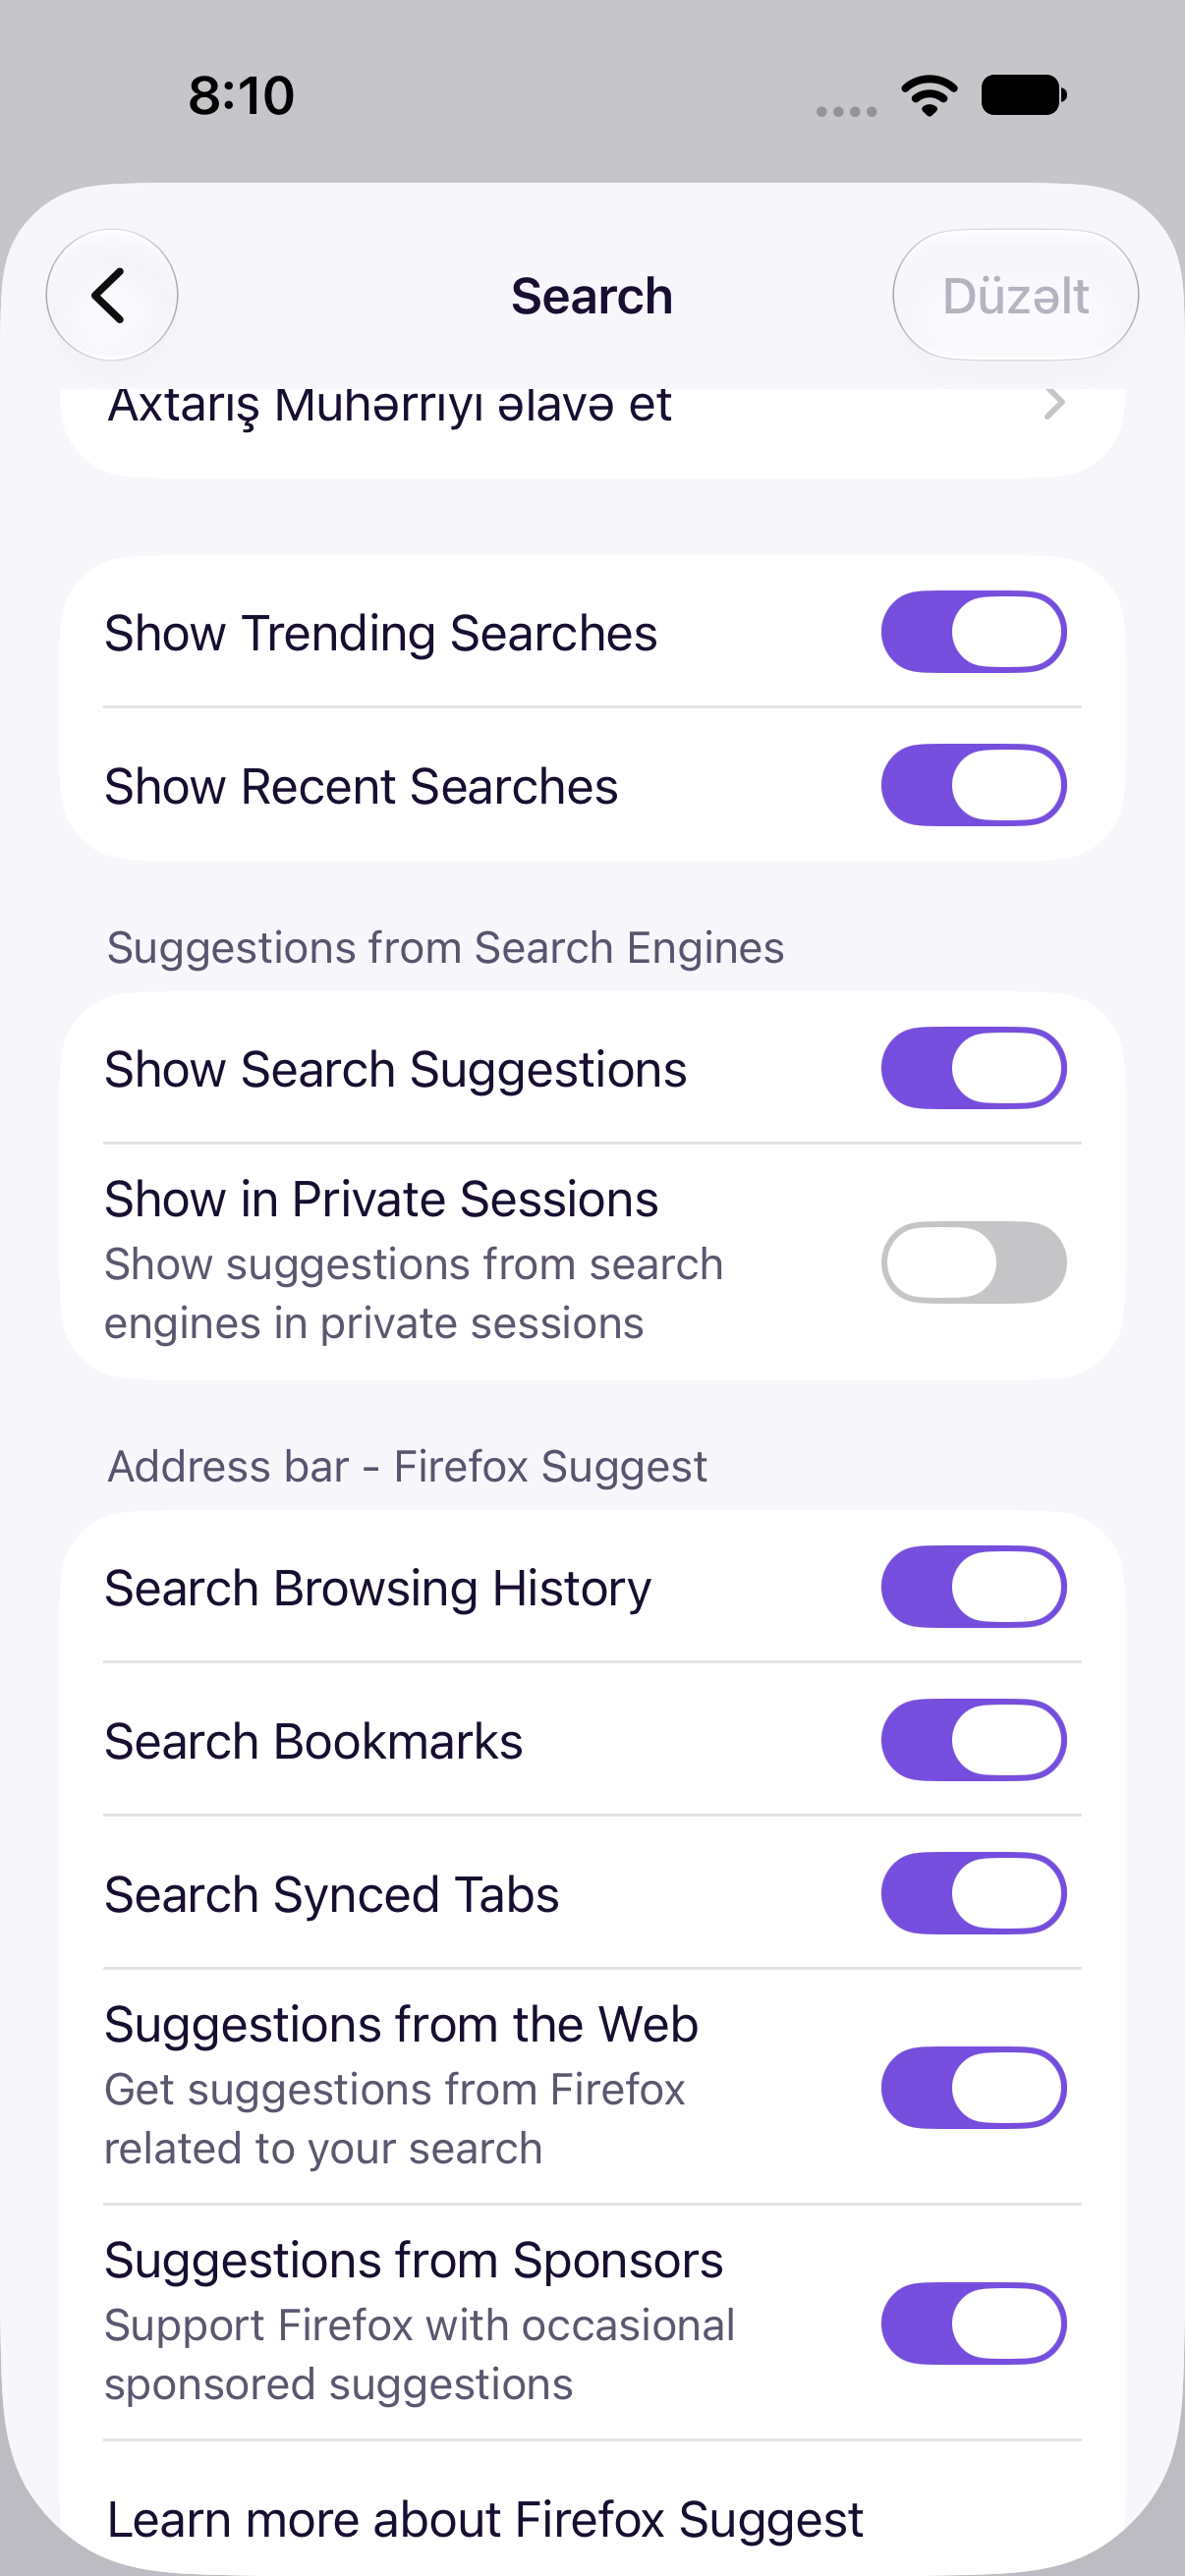 8:10
Search
Düzəlt
Axtarış Mühərriyi əlavə et
Show Trending Searches
Show Recent Searches
Suggestions from Search Engines
Show Search Suggestions
Show in Private Sessions
Show suggestions from search
engines in private sessions
Address bar - Firefox Suggest
Search Browsing History
Search Bookmarks
Search Synced Tabs
Suggestions from the Web
Get suggestions from Firefox
related to your search
Suggestions from Sponsors
Support Firefox with occasional
sponsored suggestions
Learn more about Firefox Suggest